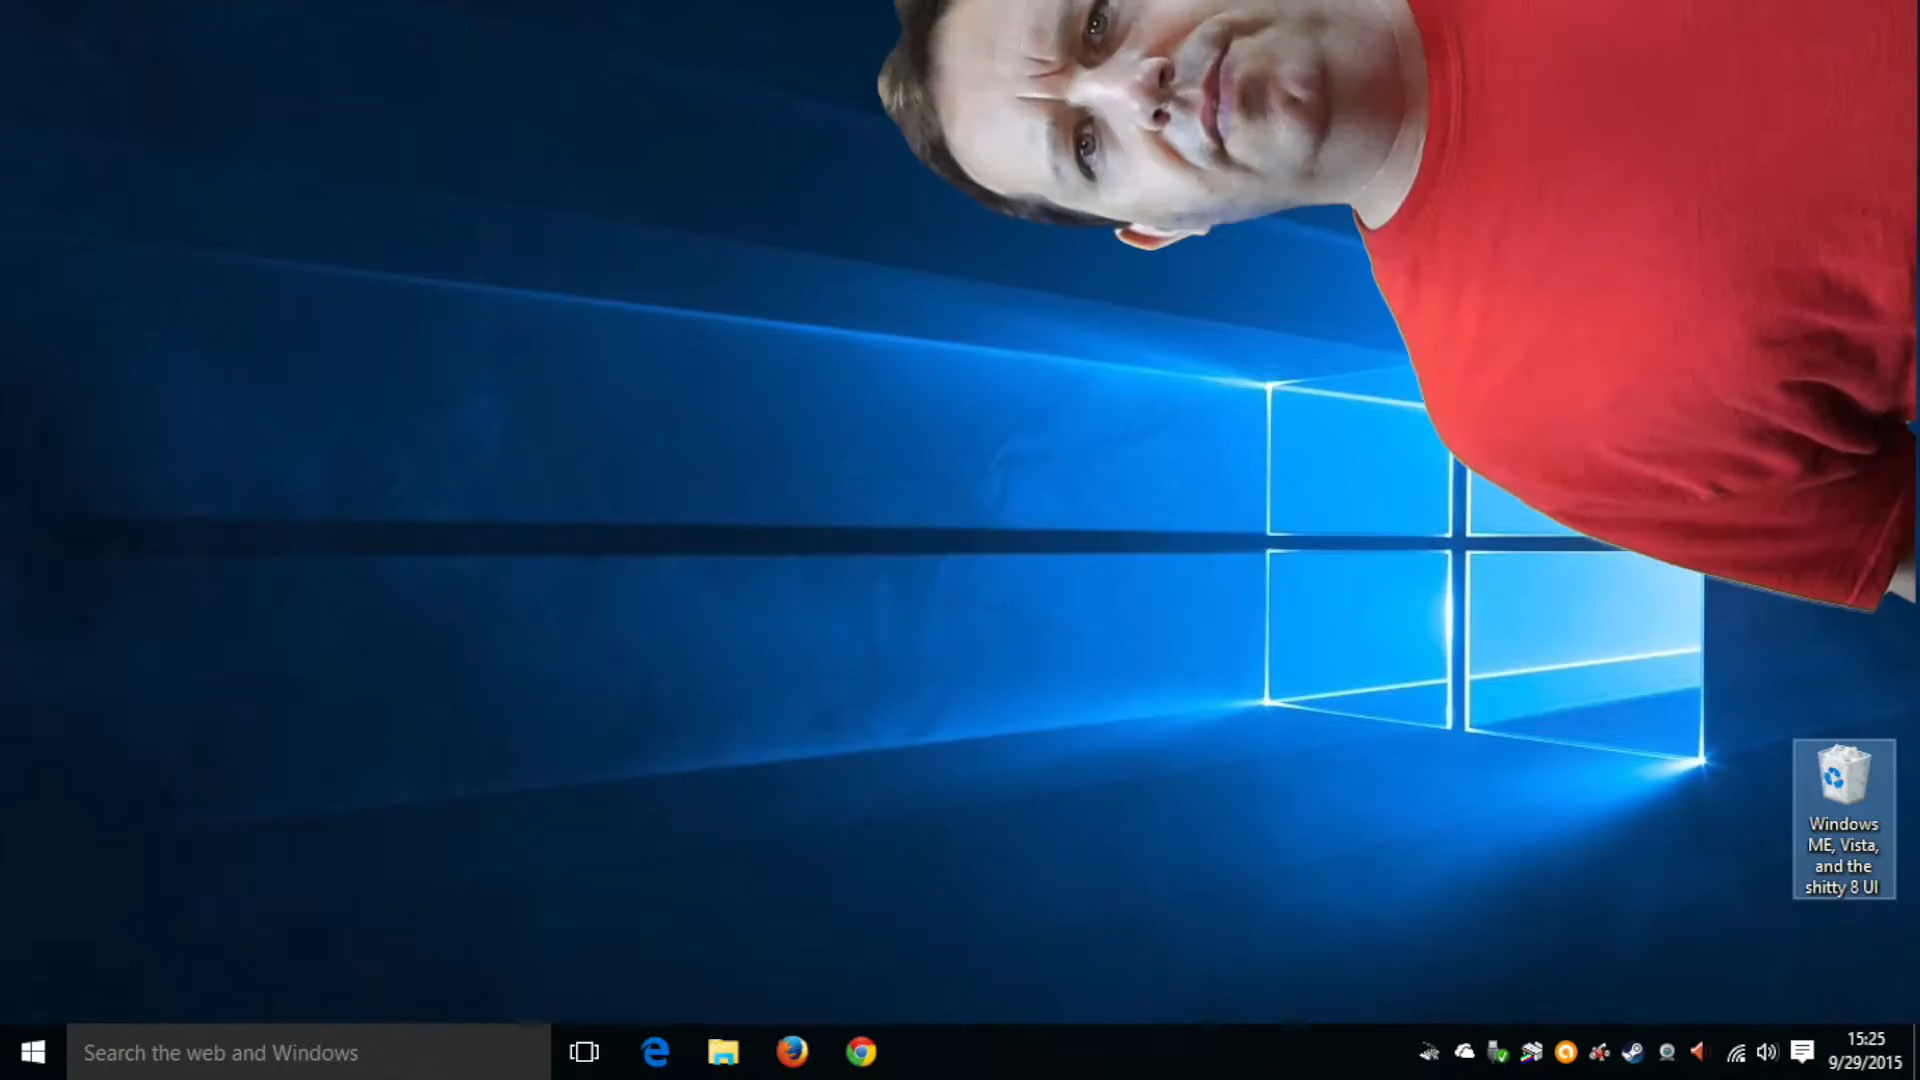 Windows
ME, Vista,
and the
shitty 8 UI
Search the web and Windows
15:25
9/29/2015